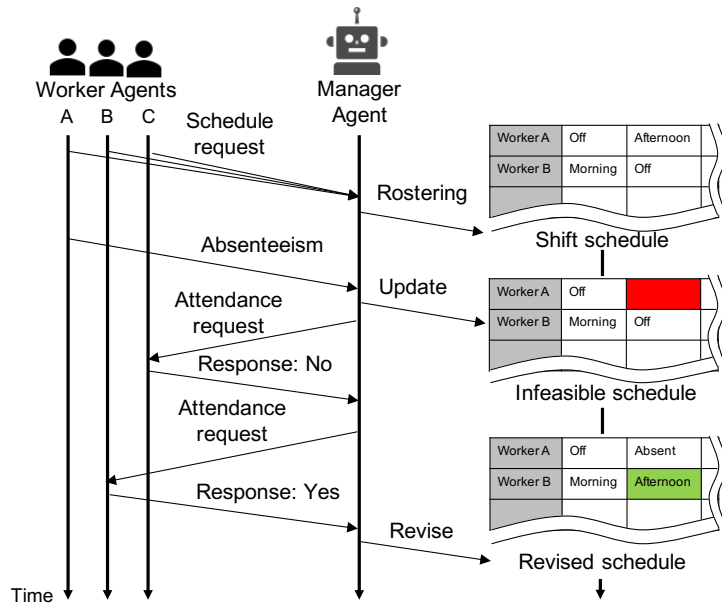 Worker Agents
A B C
Manager
Agent
Schedule
request
Worker A Off Afternoon
Worker B Morning Off
Rostering
Shift schedule
Absenteeism
Update
Worker A Off
Worker B Morning Off
Attendance
request
Response: No
Infeasible schedule
Attendance
request
Worker A Off Absent
Worker B Morning Afternoon
Response: Yes
Revise
Revised schedule
Time